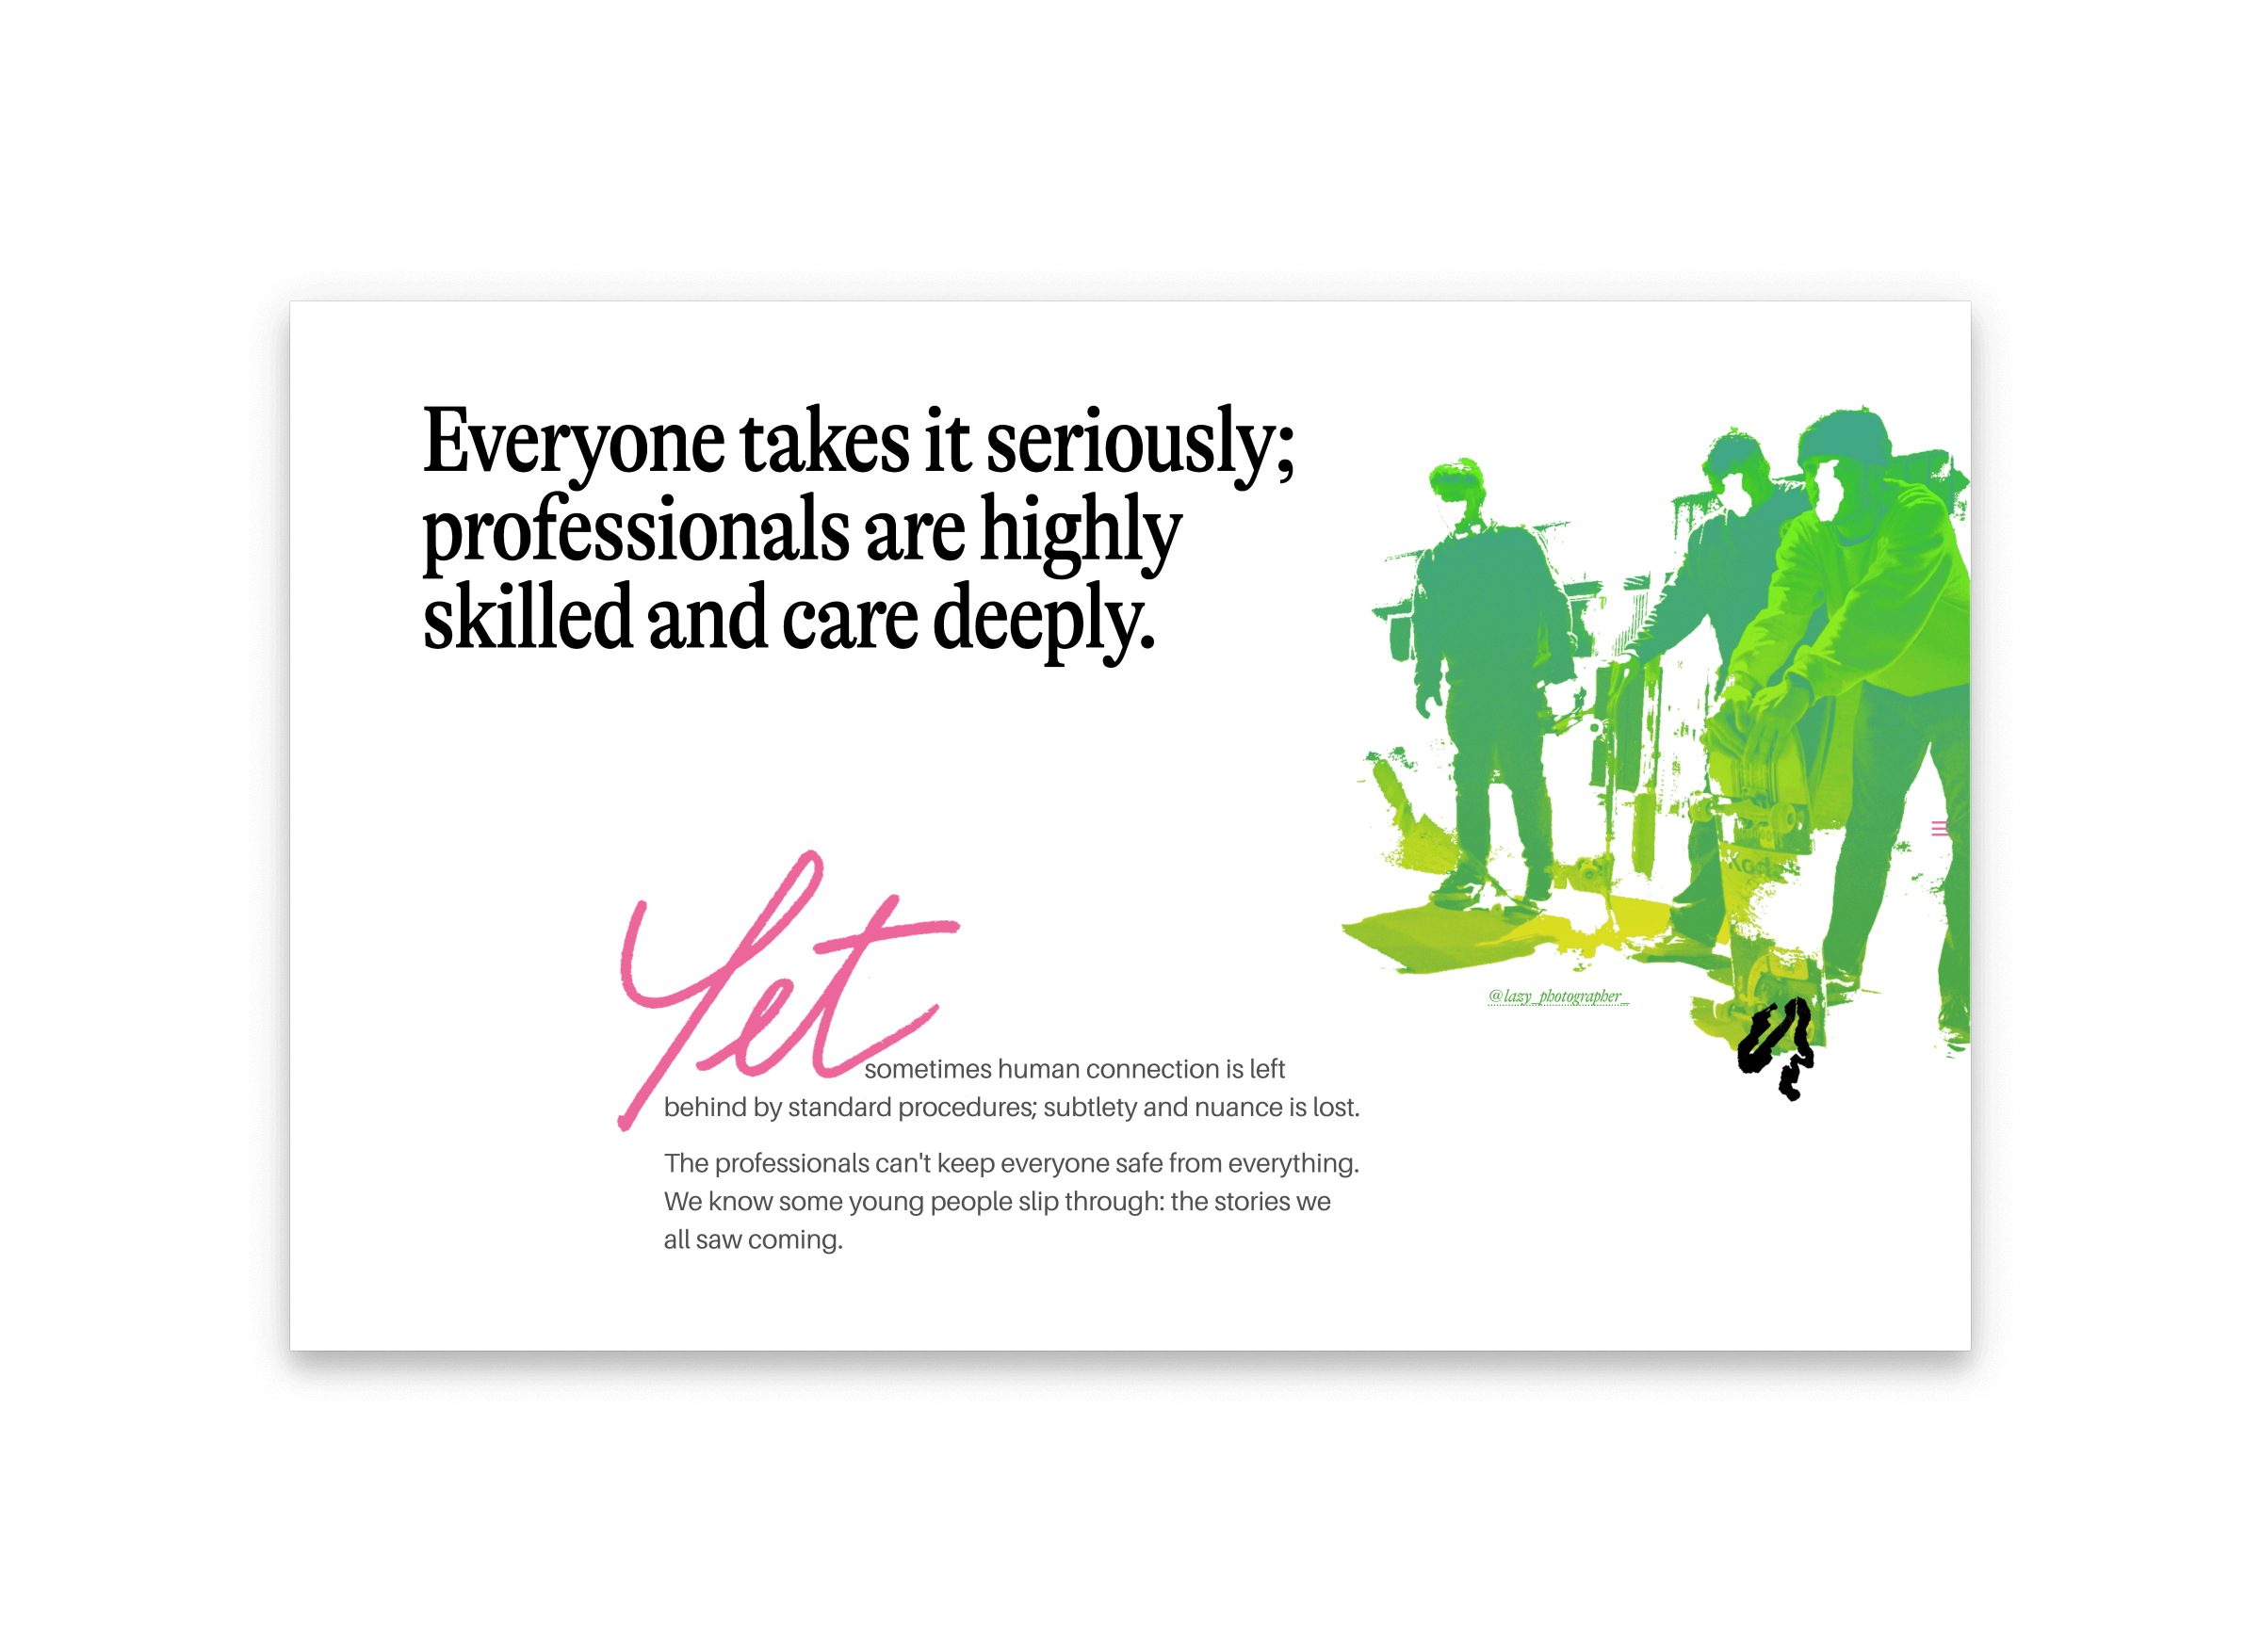 Everyone takes it seriously;
professionals are highly
skilled and care deeply.
@lazy_photographer_
Yet
sometimes human connection is left
behind by standard procedures; subtlety and nuance is lost.
The professionals can't keep everyone safe from everything.
We know some young people slip through: the stories we
all saw coming.